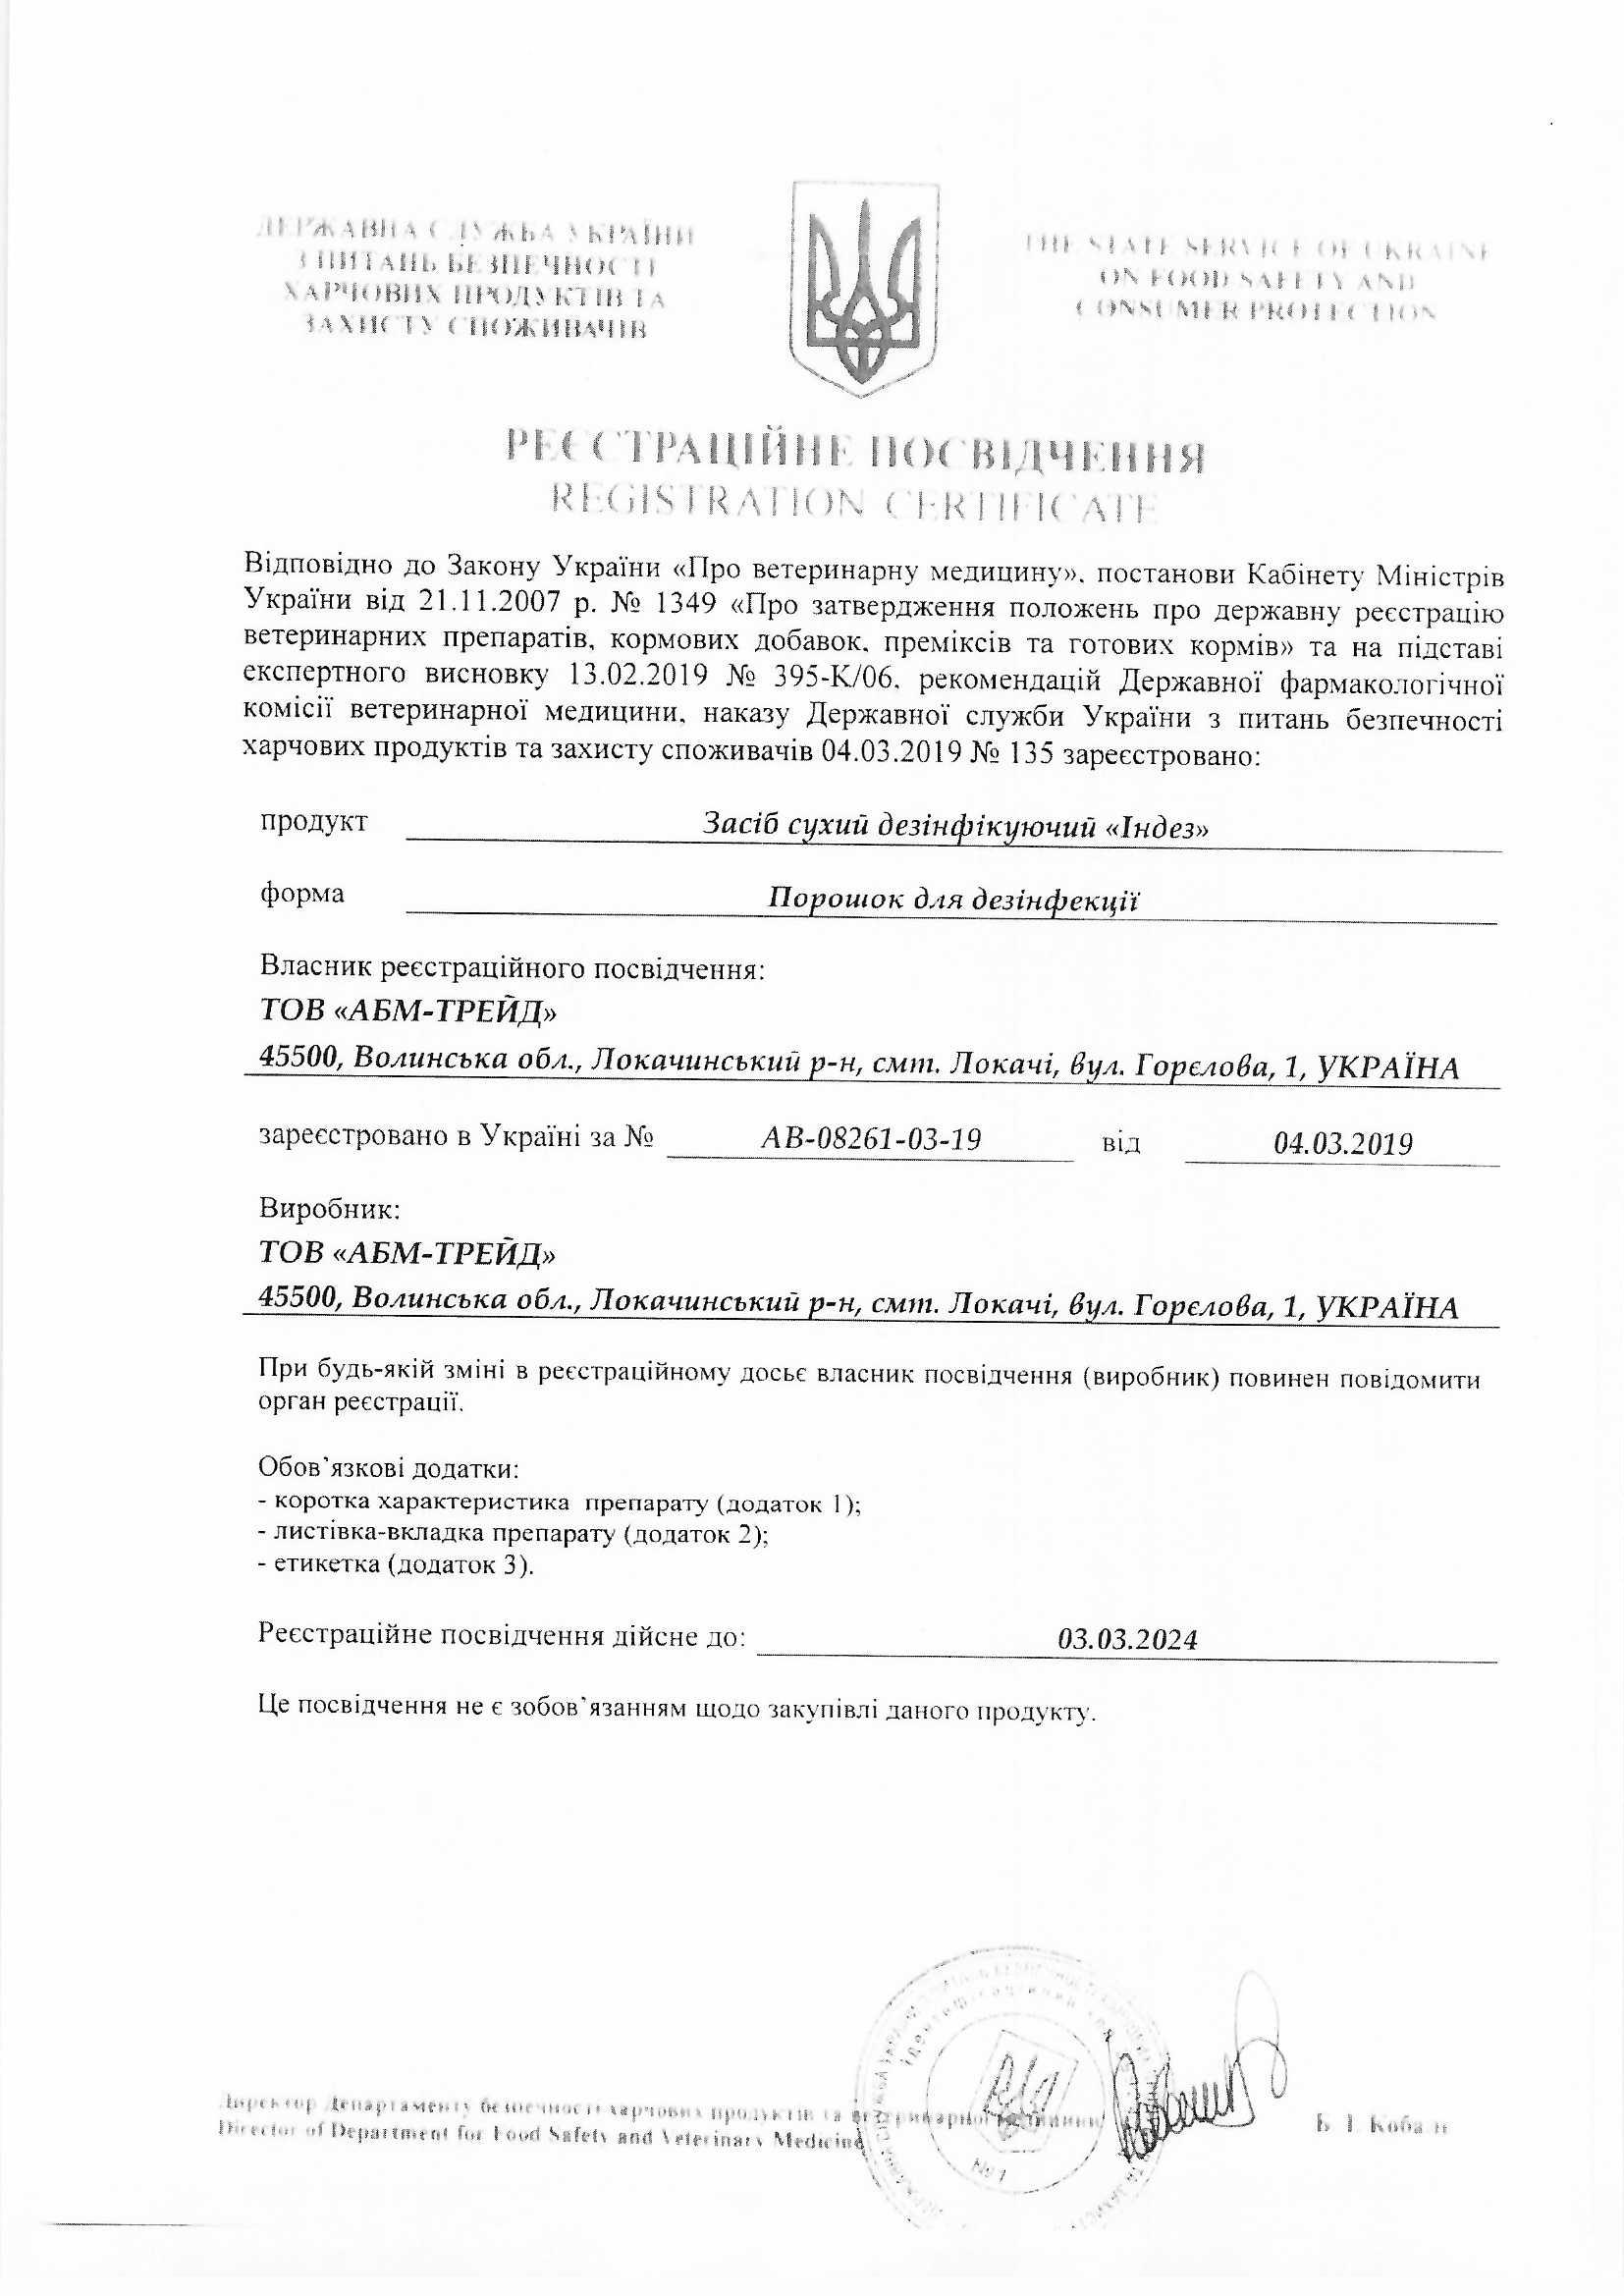 ДЕРЖАВНА СЛУЖБА УКРАЇНИ
З ПИТАНЬ БЕЗПЕЧНОСТІ
ХАРЧОВИХ ПРОДУКТІВ ТА
ЗАХИСТУ СПОЖИВАЧІВ
THE STATE SERVICE OF UKRAINE
ON FOOD SAFETY AND
CONSUMER PROTECTION
РЕЄСТРАЦІЙНЕ ПОСВІДЧЕННЯ
REGISTRATION CERTIFICATE
Відповідно до Закону України «Про ветеринарну медицину», постанови Кабінету Міністрів
України від 21.11.2007 р. № 1349 «Про затвердження положень про державну реєстрацію
ветеринарних препаратів, кормових добавок, преміксів та готових кормів» та на підставі
експертного висновку 13.02.2019 № 395-К/06, рекомендацій Державної фармакологічної
комісії ветеринарної медицини, наказу Державної служби України з питань безпечності
харчових продуктів та захисту споживачів 04.03.2019 № 135 зареєстровано:
продукт Засіб сухий дезінфікуючий «Індез»
форма Порошок для дезінфекції
Власник реєстраційного посвідчення:
ТОВ «АБМ-ТРЕЙД»
45500, Волинська обл., Локачинський р-н, смт. Локачі, вул. Горєлова, 1, УКРАЇНА
зареєстровано в Україні за № АВ-08261-03-19 від 04.03.2019
Виробник:
ТОВ «АБМ-ТРЕЙД»
45500, Волинська обл., Локачинський р-н, смт. Локачі, вул. Горєлова, 1, УКРАЇНА
При будь-якій зміні в реєстраційному досьє власник посвідчення (виробник) повинен повідомити
орган реєстрації.
Обов`язкові додатки:
- коротка характеристика препарату (додаток 1);
- листівка-вкладка препарату (додаток 2);
- етикетка (додаток 3).
Реєстраційне посвідчення дійсне до: 03.03.2024
Це посвідчення не є зобов`язанням щодо закупівлі даного продукту.
Директор Департаменту безпечності харчових продуктів та ветеринарної медицини
Director of Department for Food Safety and Veterinary Medicine
№ 1